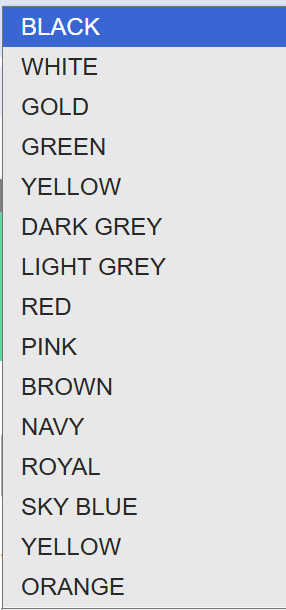 BLACK
WHITE
GOLD
GREEN
YELLOW
DARK GREY
LIGHT GREY
RED
PINK
BROWN
NAVY
ROYAL
SKY BLUE
YELLOW
ORANGE